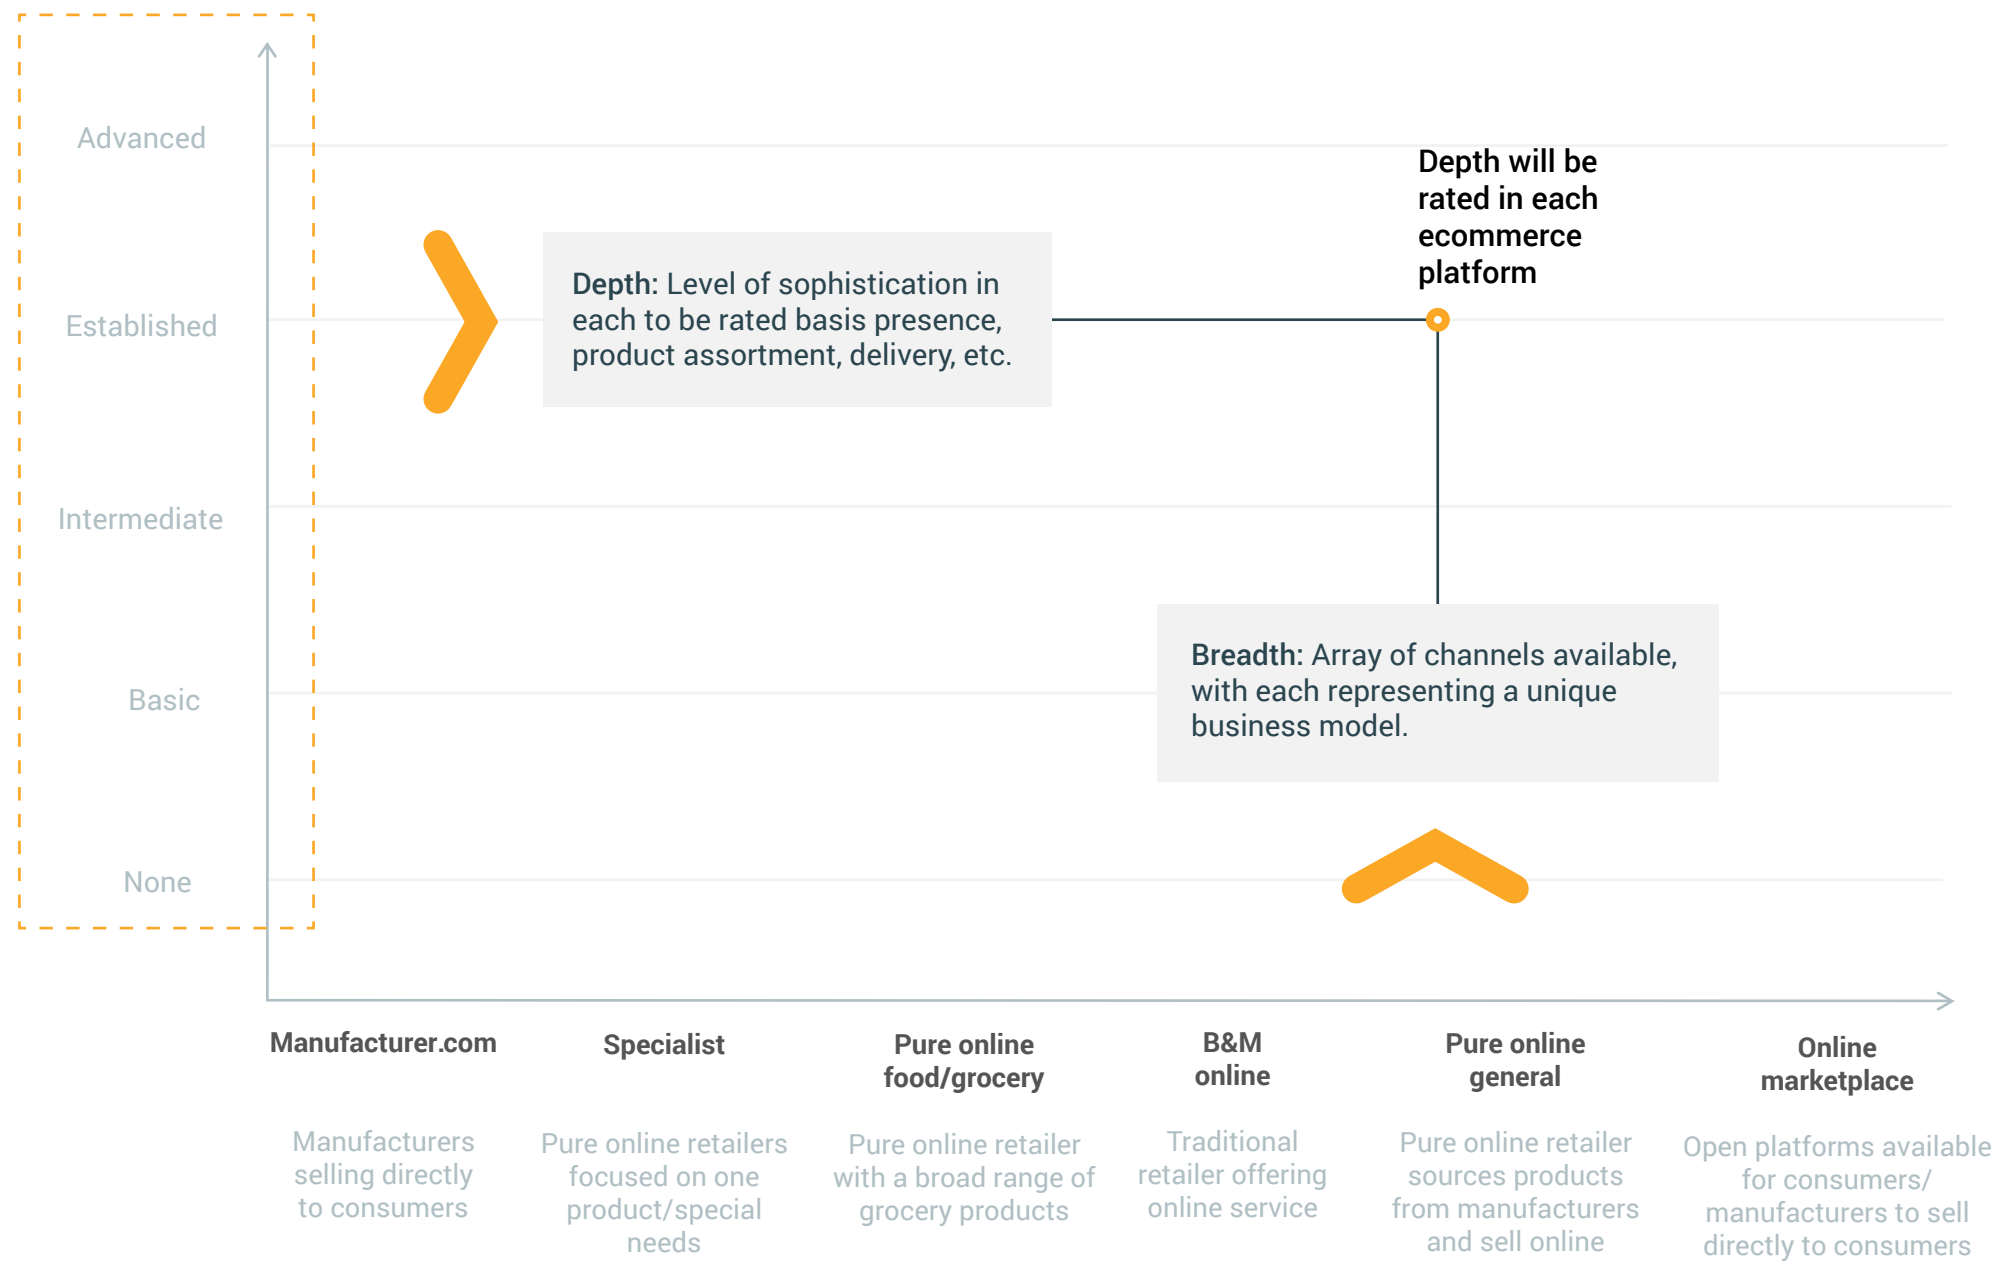 Advanced
Depth will be
rated in each
ecommerce
platform
Depth: Level of sophistication in
each to be rated basis presence,
product assortment, delivery, etc.
Established
Intermediate
Breadth: Array of channels available,
with each representing a unique
business model.
Basic
None
Manufacturer.com
Manufacturers
selling directly
to consumers
Specialist
Pure online retailers
focused on one
product/special
needs
Pure online
food/grocery
Pure online retailer
with a broad range of
grocery products
B&M
online
Traditional
retailer offering
online service
Pure online
general
Pure online retailer
sources products
from manufacturers
and sell online
Online
marketplace
Open platforms available
for consumers/
manufacturers to sell
directly to consumers